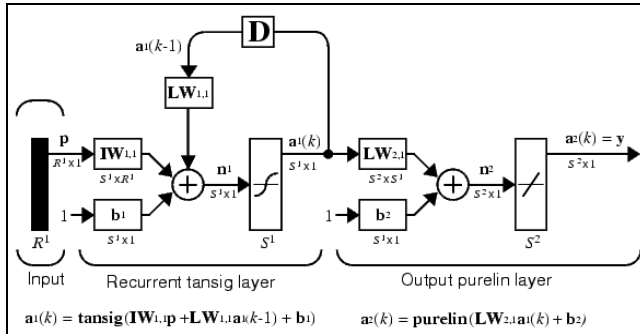 D
a¹(k-1)
LW1,1
p
R¹x1
IW1,1
S¹xR¹
1
b¹
S¹x1
n¹
S¹x1
a¹(k)
S¹x1
LW2,1
S²xS¹
1
b²
S²x1
n²
S²x1
a²(k) = y
S²x1
R¹
S¹
S²
Input
Recurrent tansig layer
Output purelin layer
a¹(k) = tansig(IW1,1p +LW1,1a¹(k-1) + b¹)
a²(k) = purelin(LW2,1a¹(k) + b²)